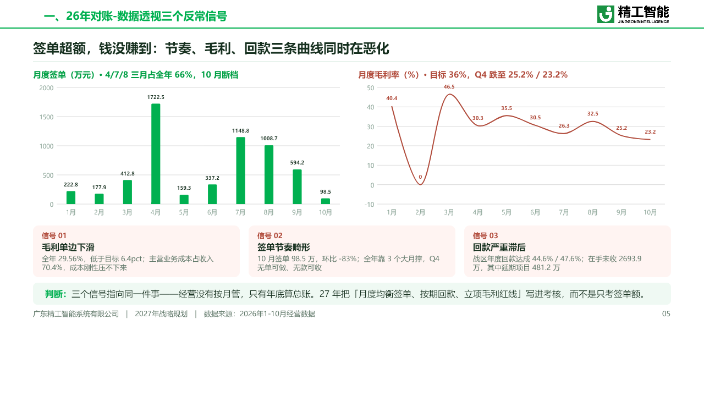 一、26年对账-数据透视三个反常信号
精工智能
签单超额，钱没赚到：节奏、毛利、回款三条曲线同时在恶化
月度签单（万元）• 4/7/8 三月占全年 66%，10 月断档
2000
1500
1000
500
0
222.8
177.9
412.8
1722.5
159.3
337.2
1148.8
1008.7
594.2
98.5
1月
2月
3月
4月
5月
6月
7月
8月
9月
10月
月度毛利率（%）• 目标 36%，Q4 跌至 25.2% / 23.2%
50
40
30
20
10
0
-10
40.4
0
46.5
30.3
35.5
30.5
26.3
32.5
25.2
23.2
1月
2月
3月
4月
5月
6月
7月
8月
9月
10月
信号 01
毛利单边下滑
全年 29.56%，低于目标 6.4pct；主营业务成本占收入
70.4%，成本刚性压不下来
信号 02
签单节奏畸形
10 月签单 98.5 万，环比 -83%；全年靠 3 个大月撑，Q4
无单可做、无款可收
信号 03
回款严重滞后
战区年度回款达成 44.6% / 47.6%；在手未收 2693.9
万，其中延期项目 481.2 万
判断：三个信号指向同一件事——经营没有按月管，只有年底算总账。27 年把「月度均衡签单、按期回款、立项毛利红线」写进考核，而不是只考签单额。
广东精工智能系统有限公司 | 2027年战略规划 | 数据来源：2026年1-10月经营数据
05